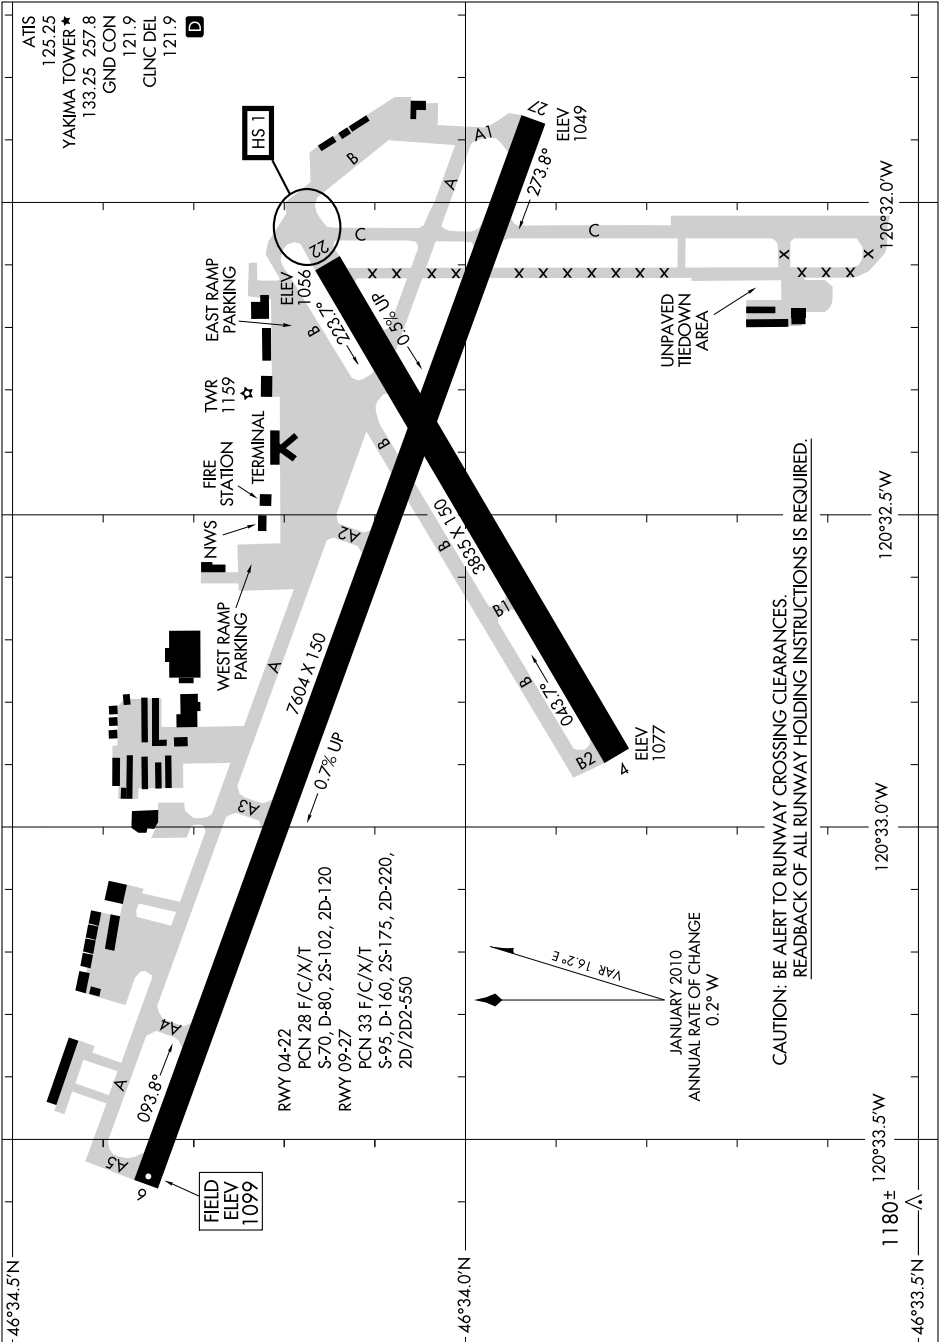 ATIS
125.25
YAKIMA TOWER★
133.25 257.8
GND CON
121.9
CLNC DEL
121.9
D
HS 1
B
A1
A
27
ELEV
1049
273.8°
C
C
22
ELEV
1056
223.7°
0.5% UP
B
EAST RAMP
PARKING
TWR
1159
TERMINAL
FIRE
STATION
NWS
WEST RAMP
PARKING
UNPAVED
TIEDOWN
AREA
X X X X
X X X X X X X
X
X
X X X
B
A2
B
3835 X 150
B1
B
043.7°
B2
4
ELEV
1077
A
7604 X 150
0.7% UP
A3
A4
A
093.8°
A5
9
FIELD
ELEV
1099
RWY 04-22
PCN 28 F/C/X/T
S-70, D-80, 2S-102, 2D-120
RWY 09-27
PCN 33 F/C/X/T
S-95, D-160, 2S-175, 2D-220,
2D/2D2-550
VAR 16.2°E
JANUARY 2010
ANNUAL RATE OF CHANGE
0.2° W
CAUTION: BE ALERT TO RUNWAY CROSSING CLEARANCES.
READBACK OF ALL RUNWAY HOLDING INSTRUCTIONS IS REQUIRED.
120°32.0'W
120°32.5'W
120°33.0'W
120°33.5'W
1180±
46°34.5'N
46°34.0'N
46°33.5'N